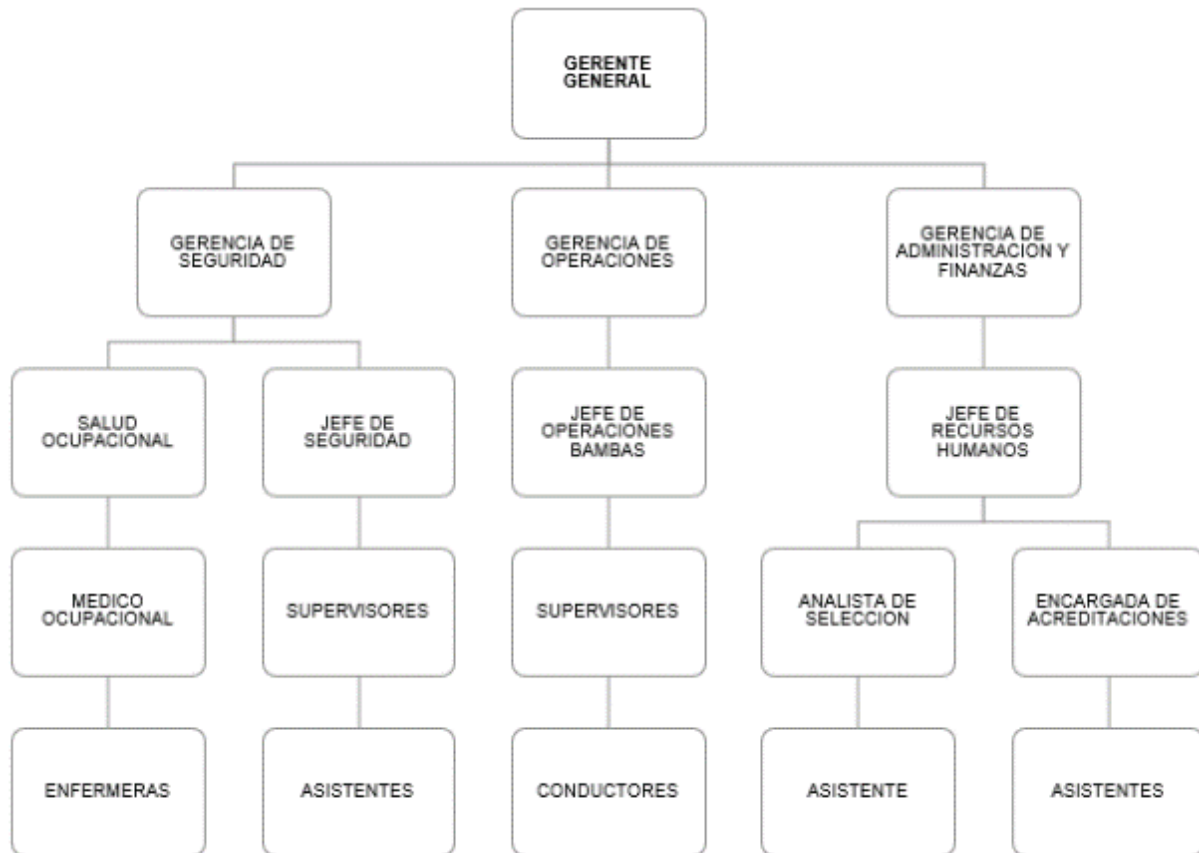 GERENTE
GENERAL
GERENCIA DE
SEGURIDAD
GERENCIA DE
OPERACIONES
GERENCIA DE
ADMINISTRACION Y
FINANZAS
SALUD
OCUPACIONAL
JEFE DE
SEGURIDAD
JEFE DE
OPERACIONES
BAMBAS
JEFE DE
RECURSOS
HUMANOS
MEDICO
OCUPACIONAL
SUPERVISORES
SUPERVISORES
ANALISTA DE
SELECCION
ENCARGADA DE
ACREDITACIONES
ENFERMERAS
ASISTENTES
CONDUCTORES
ASISTENTE
ASISTENTES